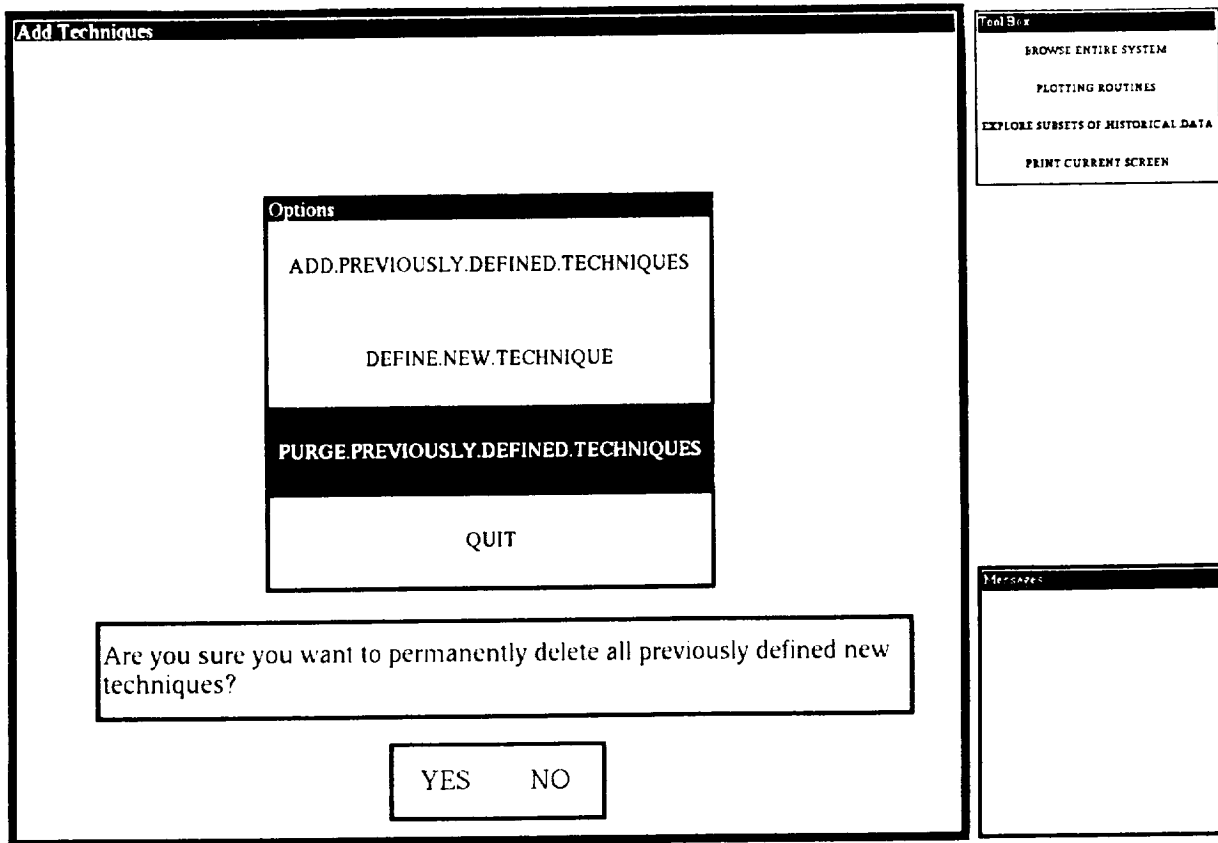 Add Techniques
Options
ADD.PREVIOUSLY.DEFINED.TECHNIQUES
DEFINE.NEW.TECHNIQUE
PURGE.PREVIOUSLY.DEFINED.TECHNIQUES
QUIT
Are you sure you want to permanently delete all previously defined new
techniques?
YES NO
Tool Box
BROWSE ENTIRE SYSTEM
PLOTTING ROUTINES
EXPLORE SUBSETS OF HISTORICAL DATA
PRINT CURRENT SCREEN
Messages